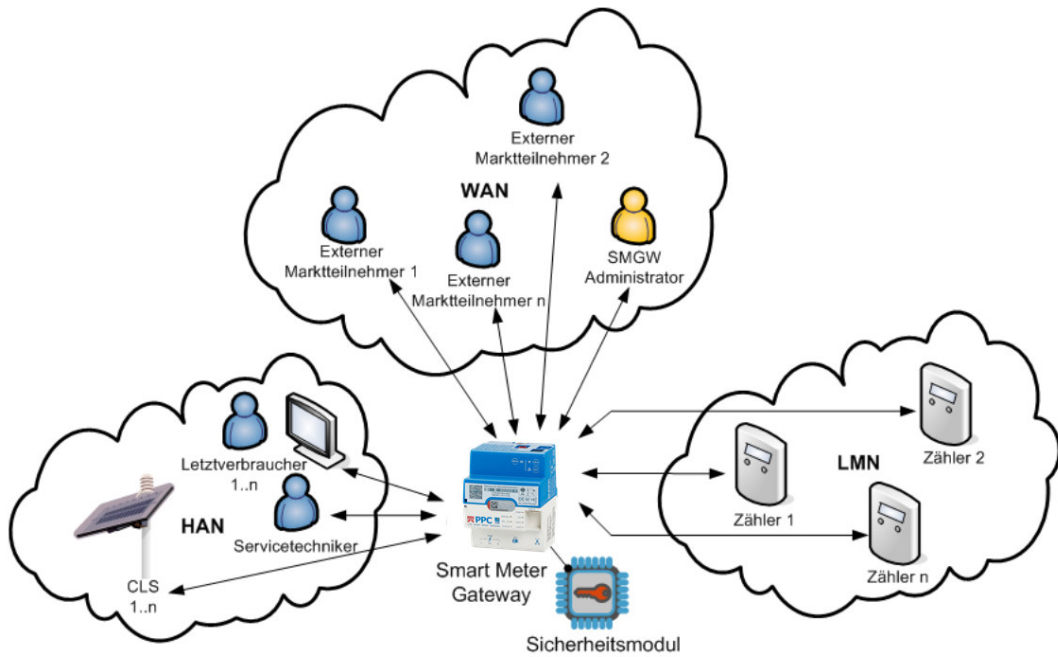 Externer
Marktteilnehmer 2
WAN
Externer
Marktteilnehmer 1
Externer
Marktteilnehmer n
SMGW
Administrator
Letztverbraucher
1..n
HAN
Servicetechniker
CLS
1..n
PPC
Smart Meter
Gateway
Sicherheitsmodul
LMN
Zähler 2
Zähler 1
Zähler n